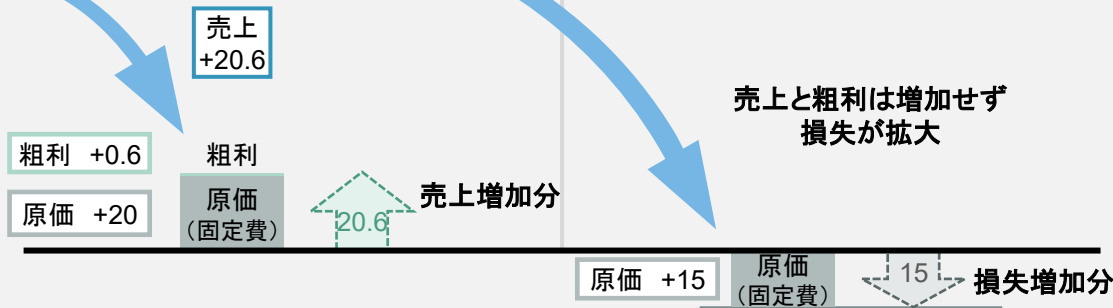 売上
+20.6
売上と粗利は増加せず
損失が拡大
粗利 +0.6
粗利
原価 +20
原価
(固定費)
20.6
売上増加分
原価 +15
原価
(固定費)
15
損失増加分